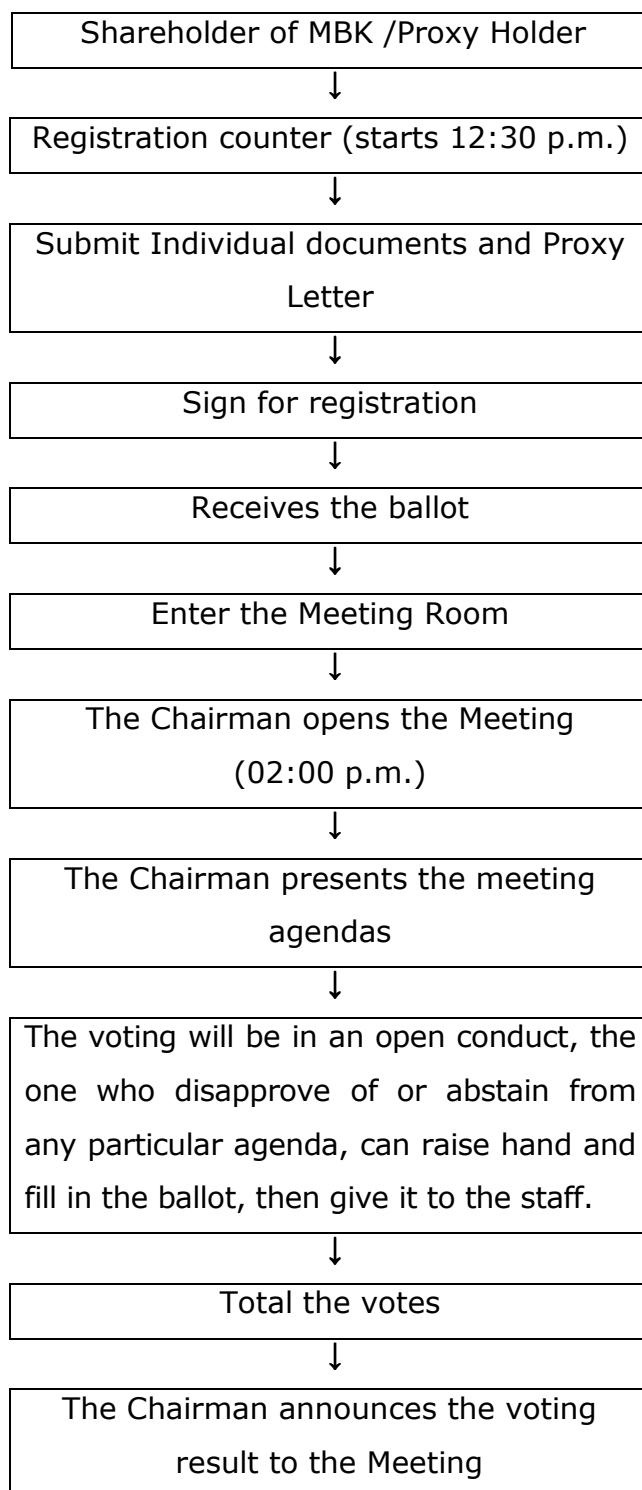 Shareholder of MBK /Proxy Holder
↓
Registration counter (starts 12:30 p.m.)
↓
Submit Individual documents and Proxy
Letter
↓
Sign for registration
↓
Receives the ballot
↓
Enter the Meeting Room
↓
The Chairman opens the Meeting
(02:00 p.m.)
↓
The Chairman presents the meeting
agendas
↓
The voting will be in an open conduct, the
one who disapprove of or abstain from
any particular agenda, can raise hand and
fill in the ballot, then give it to the staff.
↓
Total the votes
↓
The Chairman announces the voting
result to the Meeting